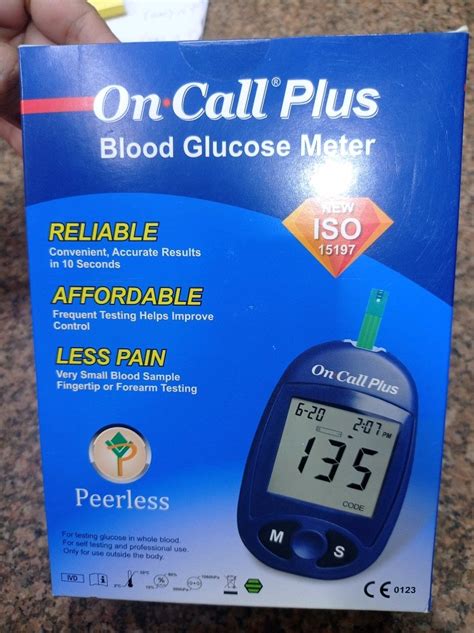 On·Call® Plus
Blood Glucose Meter
NEW
ISO
15197
RELIABLE
Convenient, Accurate Results
in 10 Seconds
AFFORDABLE
Frequent Testing Helps Improve
Control
LESS PAIN
Very Small Blood Sample
Fingertip or Forearm Testing
On Call Plus
6-20 2:07 PM
135
CODE
M S
Peerless
For testing glucose in whole blood.
For self testing and professional use.
Only for use outside the body.
IVD
CE 0123